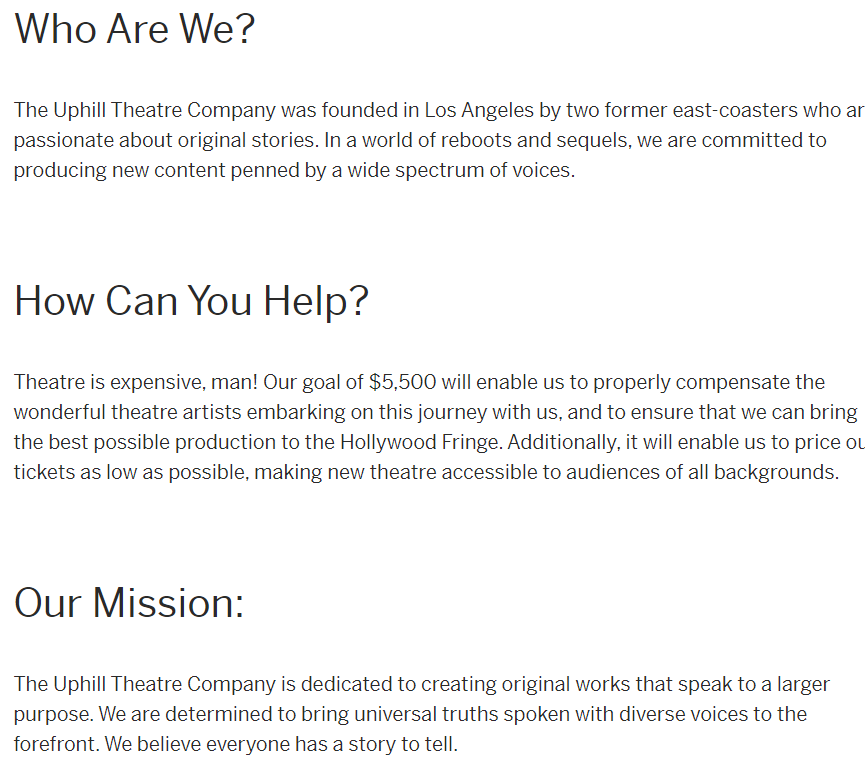 Who Are We?
The Uphill Theatre Company was founded in Los Angeles by two former east-coasters who ar
passionate about original stories. In a world of reboots and sequels, we are committed to
producing new content penned by a wide spectrum of voices.
How Can You Help?
Theatre is expensive, man! Our goal of $5,500 will enable us to properly compensate the
wonderful theatre artists embarking on this journey with us, and to ensure that we can bring
the best possible production to the Hollywood Fringe. Additionally, it will enable us to price ou
tickets as low as possible, making new theatre accessible to audiences of all backgrounds.
Our Mission:
The Uphill Theatre Company is dedicated to creating original works that speak to a larger
purpose. We are determined to bring universal truths spoken with diverse voices to the
forefront. We believe everyone has a story to tell.